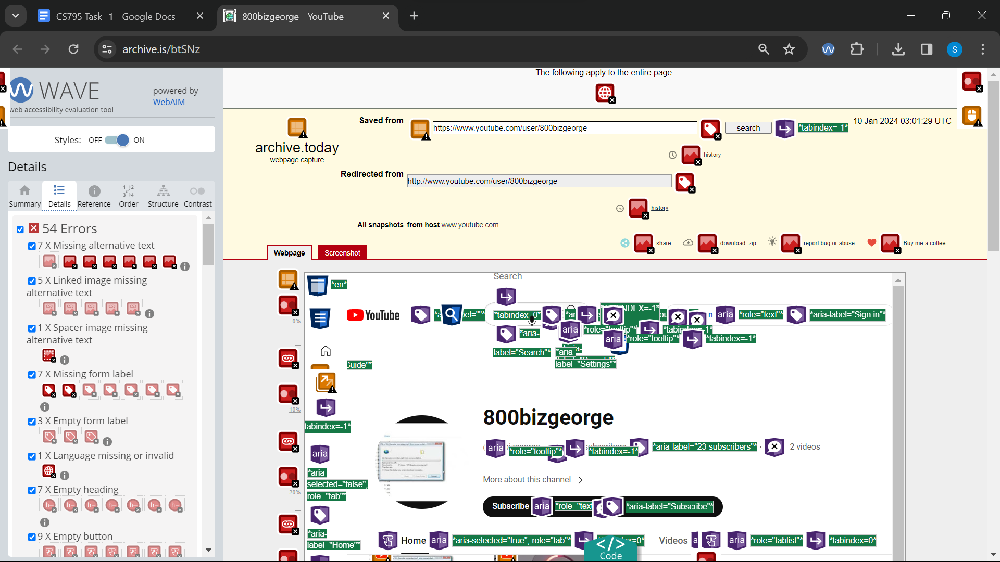 CS795 Task -1 - Google Docs
800bizgeorge - YouTube
archive.is/btSNz
S
WAVE
web accessibility evaluation tool
powered by
WebAIM
Styles: OFF ON
Details
Summary Details Reference Order Structure Contrast
54 Errors
7 X Missing alternative text
5 X Linked image missing
alternative text
1 X Spacer image missing
alternative text
7 X Missing form label
3 X Empty form label
1 X Language missing or invalid
7 X Empty heading
9 X Empty button
The following apply to the entire page:
archive.today
webpage capture
Saved from
https://www.youtube.com/user/800bizgeorge
search
*tabindex=-1*
10 Jan 2024 03:01:29 UTC
history
Redirected from
http://www.youtube.com/user/800bizgeorge
history
All snapshots from host www.youtube.com
share
download .zip
report bug or abuse
Buy me a coffee
Webpage
Screenshot
0%
10%
20%
*en*
Search
YouTube
*tabindex=0*
*TABINDEX=-1*
aria
*role="text"*
*aria-label="Sign in"*
*aria-
label="Search"*
aria
*role="tooltip"*
*tabindex=-1*
aria
*role="tooltip"*
*tabindex=-1*
*aria-
label="Settings"*
Guide"*
tabindex=-1*
aria
*aria-
selected="false",
role="tab"*
*aria-
label="Home"*
800bizgeorge
aria
*role="tooltip"*
*tabindex=-1*
*aria-label="23 subscribers"*
2 videos
More about this channel
Subscribe
aria
*role="text
*aria-label="Subscribe"*
Home
aria
*aria-selected="true", role="tab"*
=0*
Videos
aria
*role="tablist"*
*tabindex=0*
</>
Code